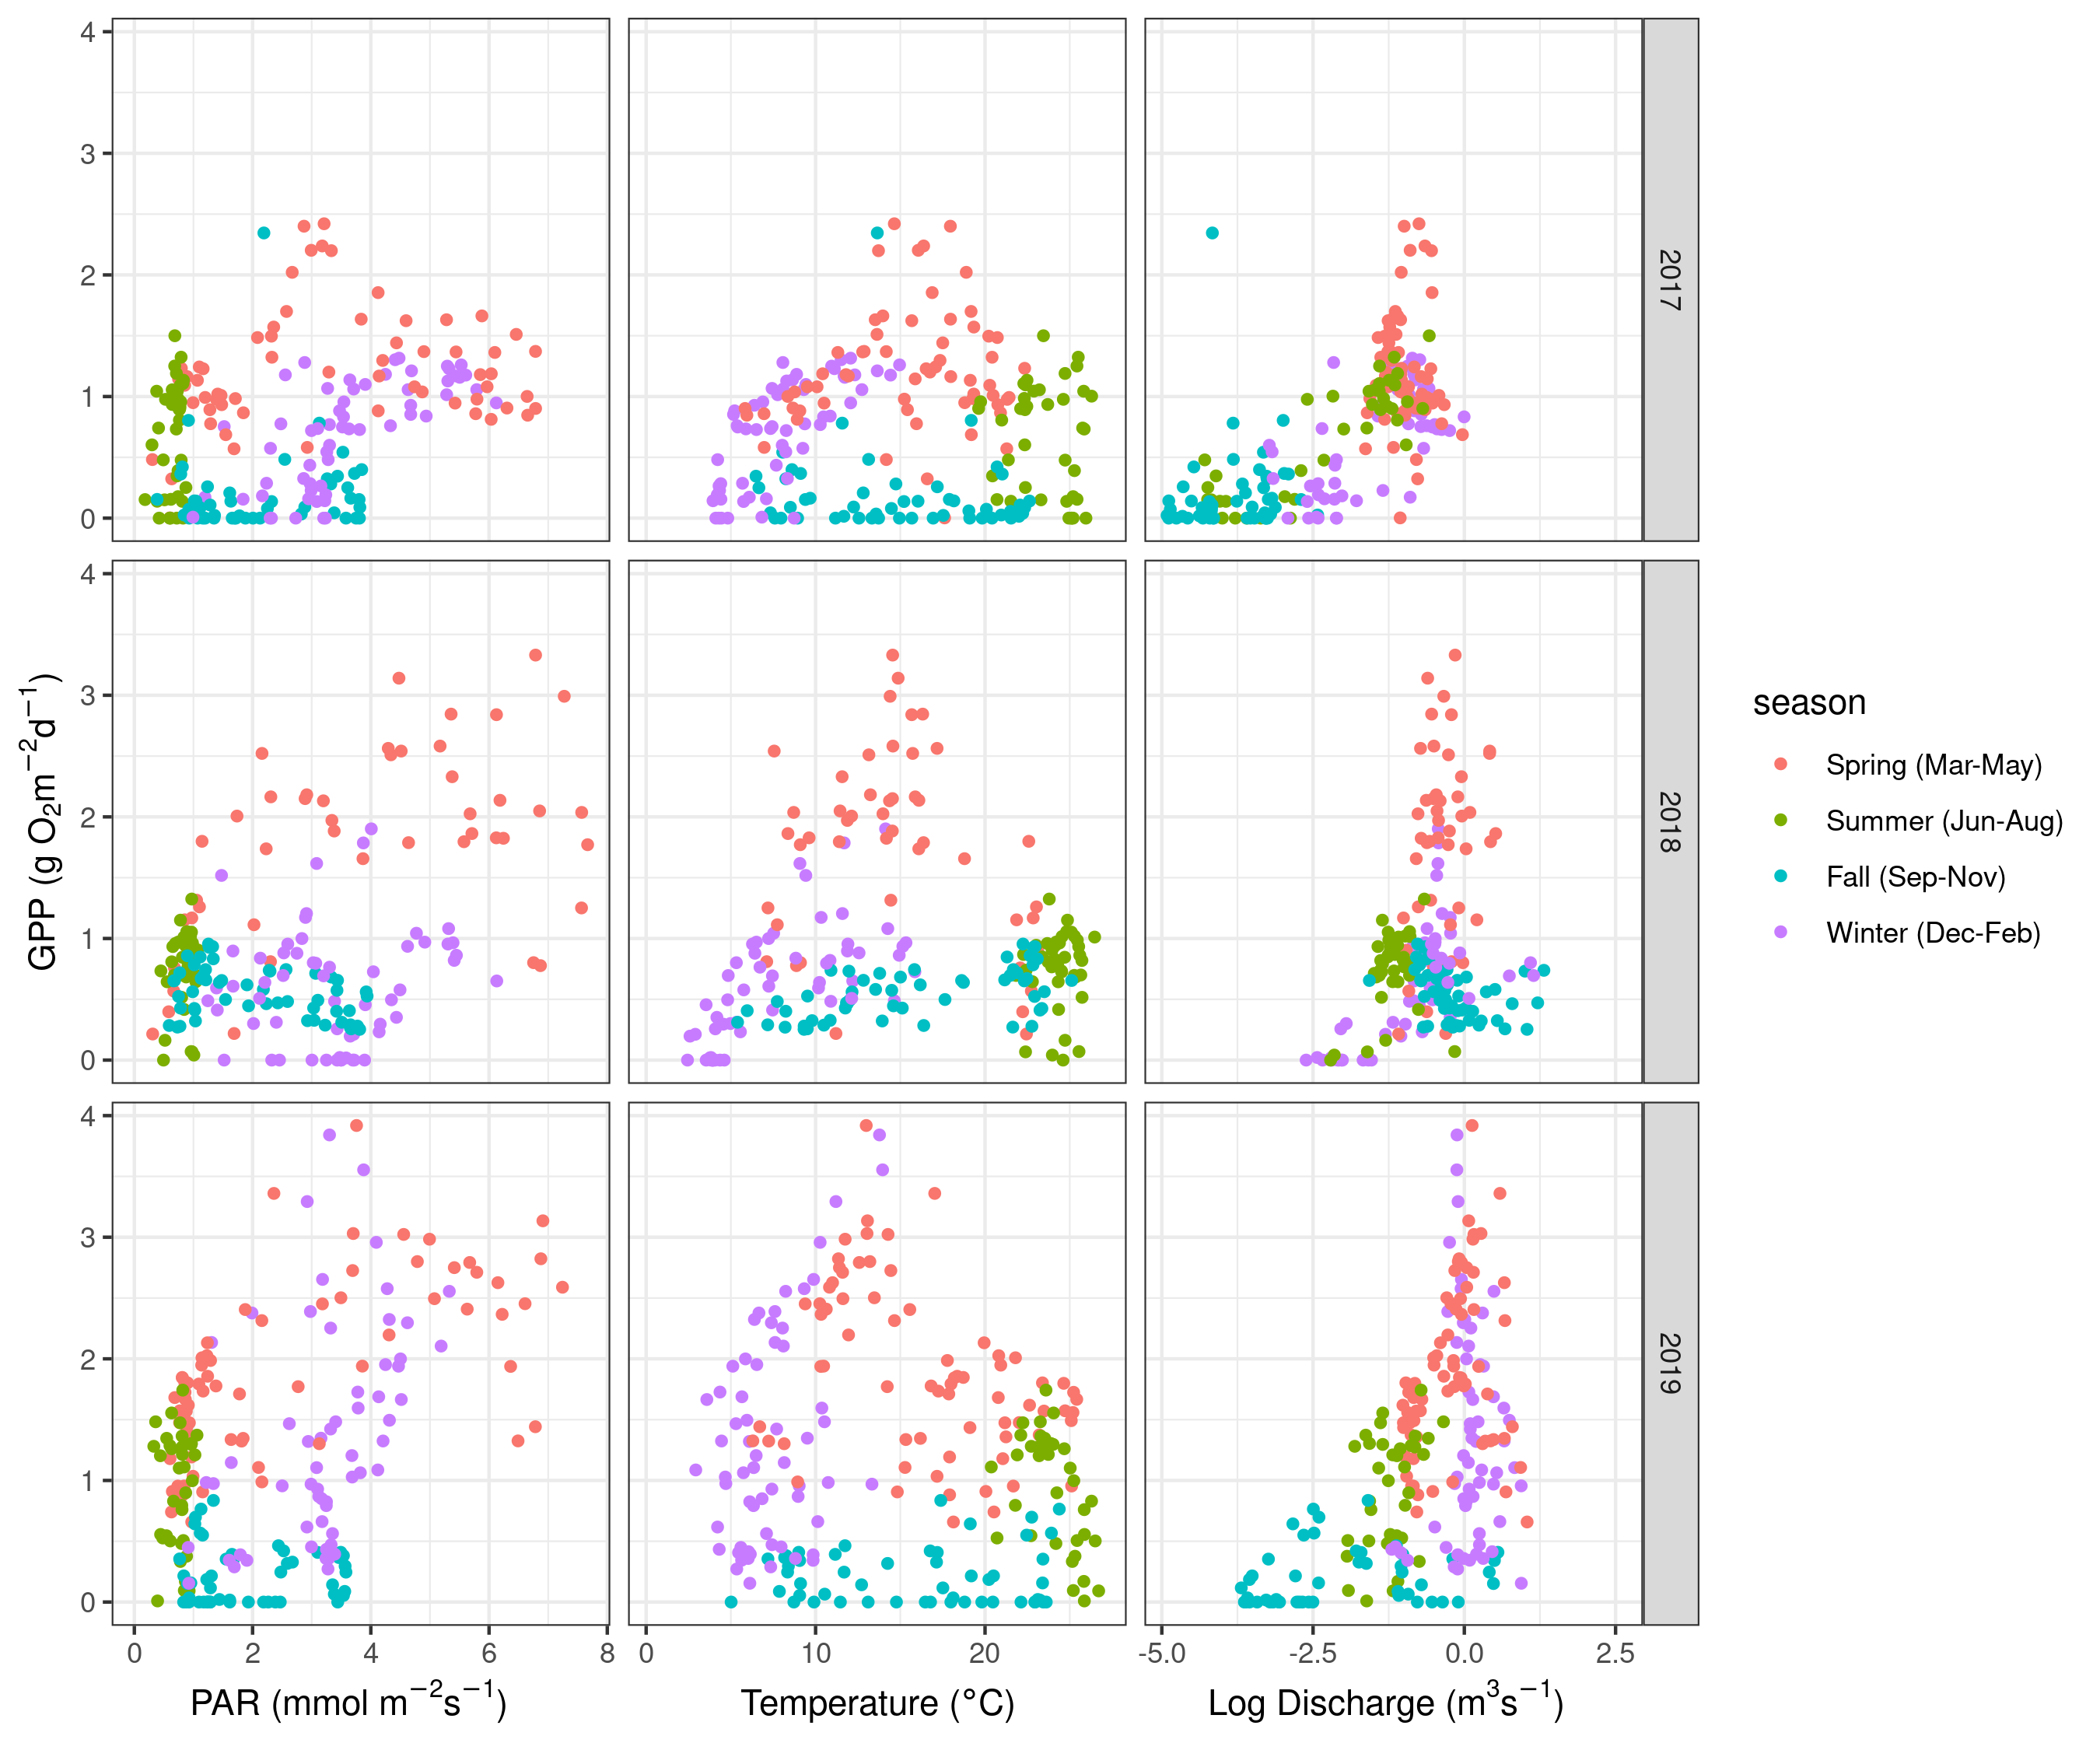 4
3
2
1
0
2017
4
3
2
1
0
2018
4
3
2
1
0
2019
GPP (g O₂m⁻²d⁻¹)
0 2 4 6 8
0 10 20
-5.0 -2.5 0.0 2.5
PAR (mmol m⁻²s⁻¹)
Temperature (°C)
Log Discharge (m³s⁻¹)
season
Spring (Mar-May)
Summer (Jun-Aug)
Fall (Sep-Nov)
Winter (Dec-Feb)